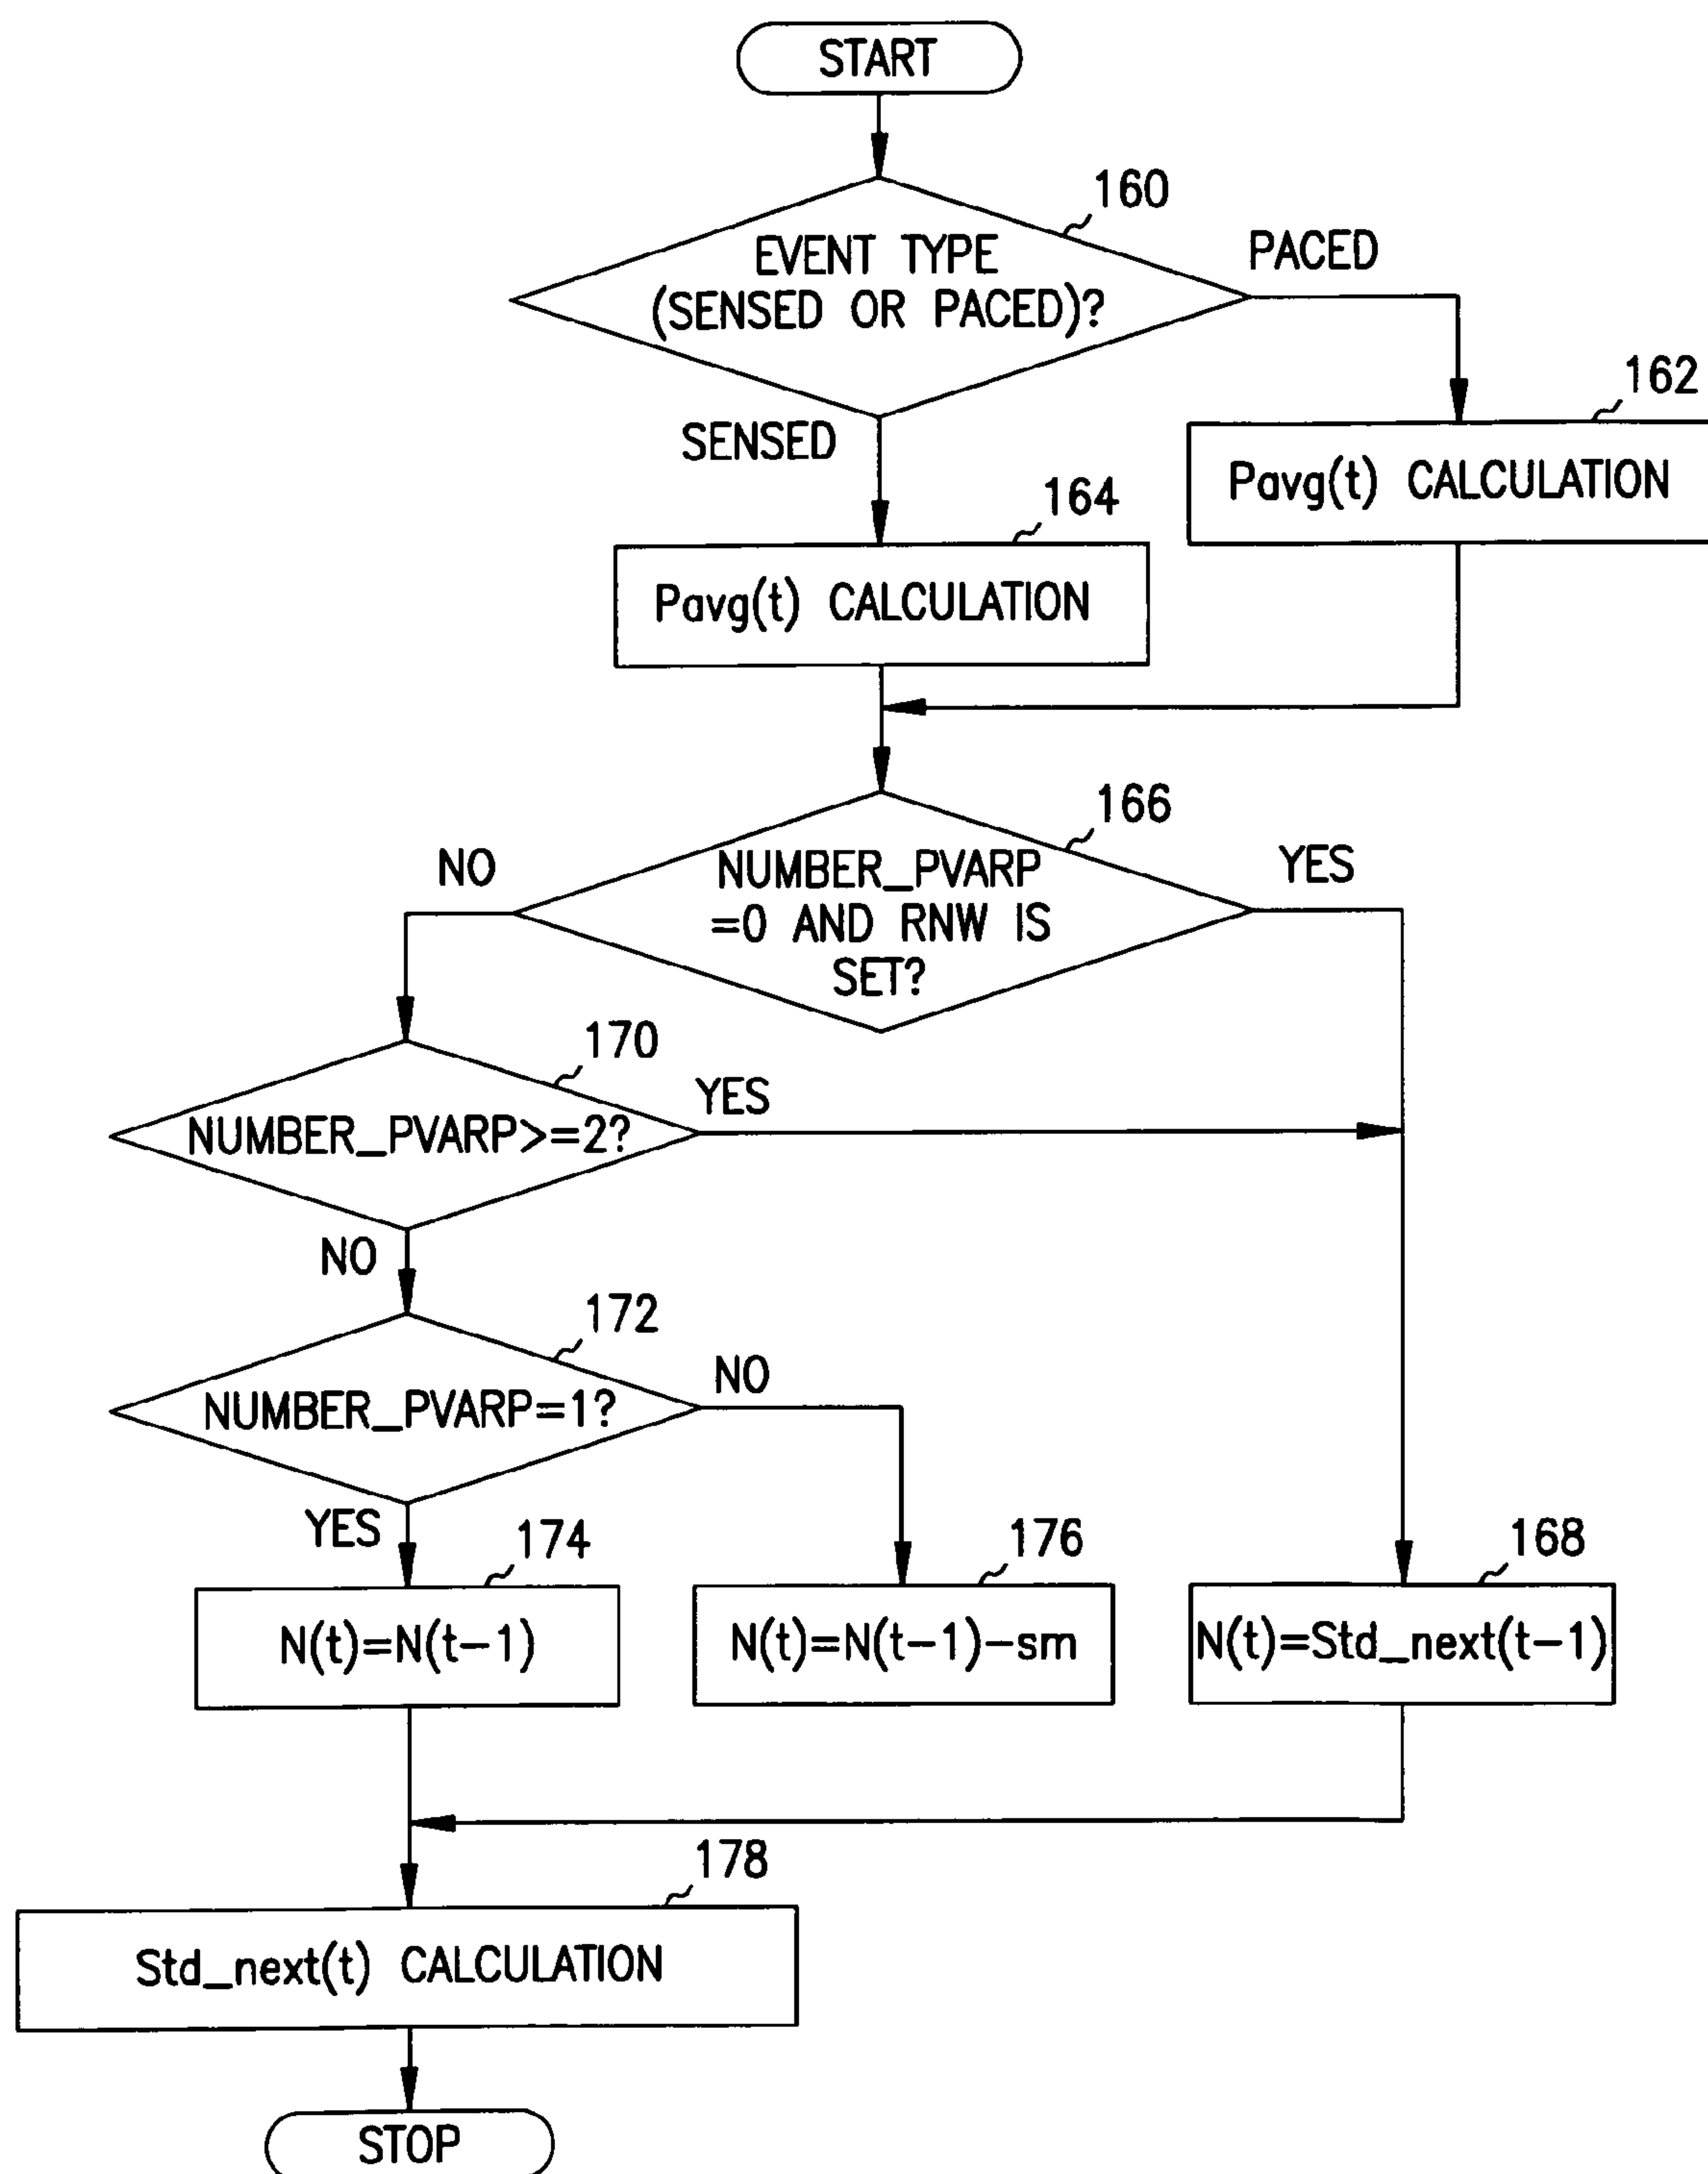 START
160
EVENT TYPE
(SENSED OR PACED)?
PACED
SENSED
162
Pavg(t) CALCULATION
164
Pavg(t) CALCULATION
166
NUMBER_PVARP
=0 AND RNW IS
SET?
NO
YES
170
NUMBER_PVARP>=2?
YES
NO
172
NUMBER_PVARP=1?
NO
YES
174
N(t)=N(t-1)
176
N(t)=N(t-1)-sm
168
N(t)=Std_next(t-1)
178
Std_next(t) CALCULATION
STOP